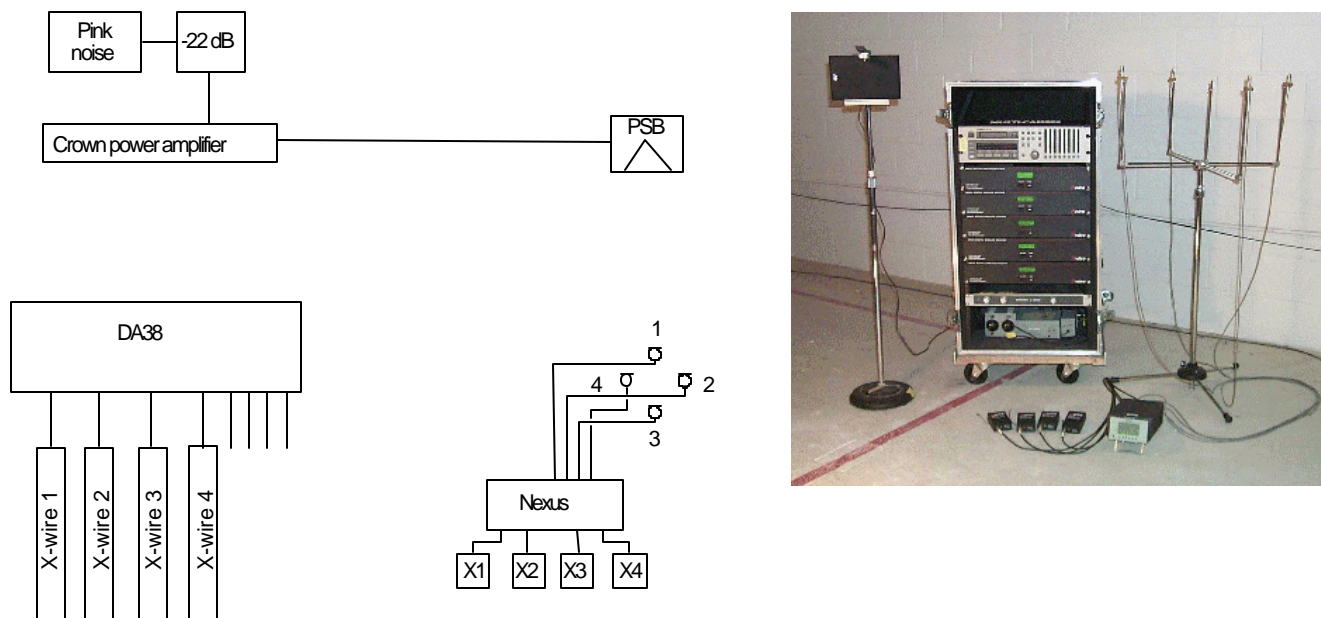 Pink
noise
-22 dB
Crown power amplifier
PSB
DA38
X-wire 1
X-wire 2
X-wire 3
X-wire 4
1
4
2
3
Nexus
X1
X2
X3
X4